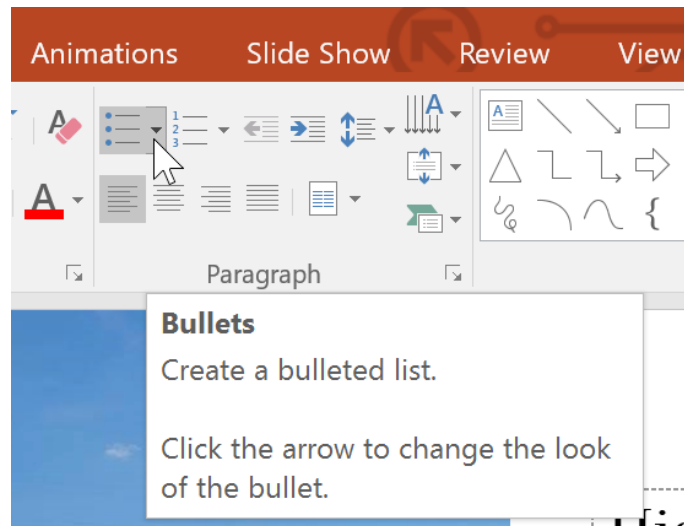 Animations Slide Show Review View
Paragraph
Bullets
Create a bulleted list.
Click the arrow to change the look
of the bullet.